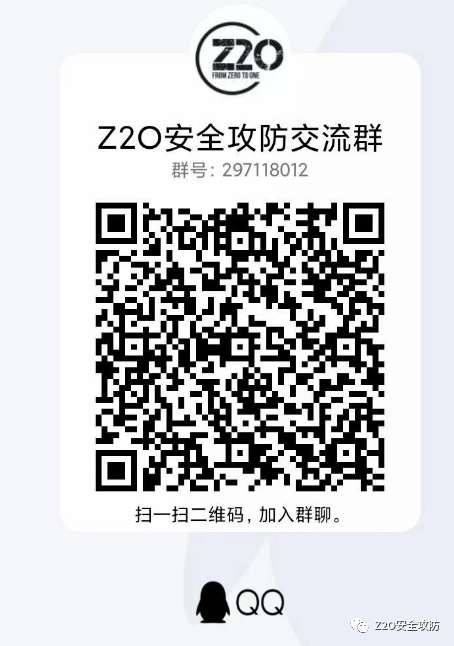 Z2O
FROM ZERO TO ONE
Z2O安全攻防交流群
群号: 297118012
扫一扫二维码，加入群聊。
QQ
Z2O安全攻防